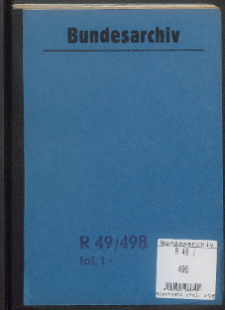 Bundesarchiv
R 49/498
fol. 1-
Bundesarchiv
R 49 /
498